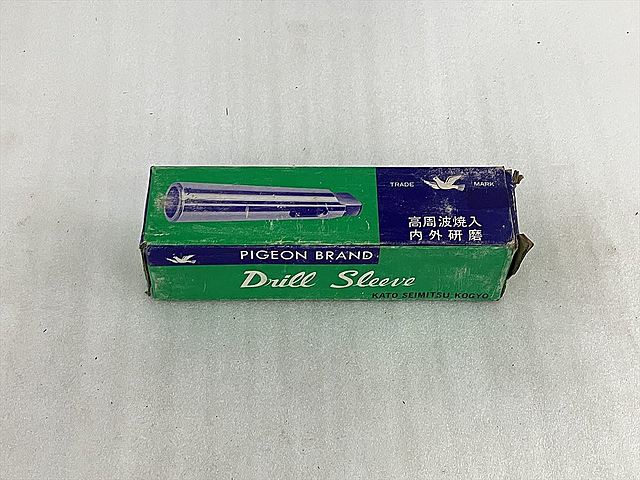 TRADE MARK
高周波焼入
内外研磨
PIGEON BRAND
Drill Sleeve
KATO SEIMITSU KOGYO